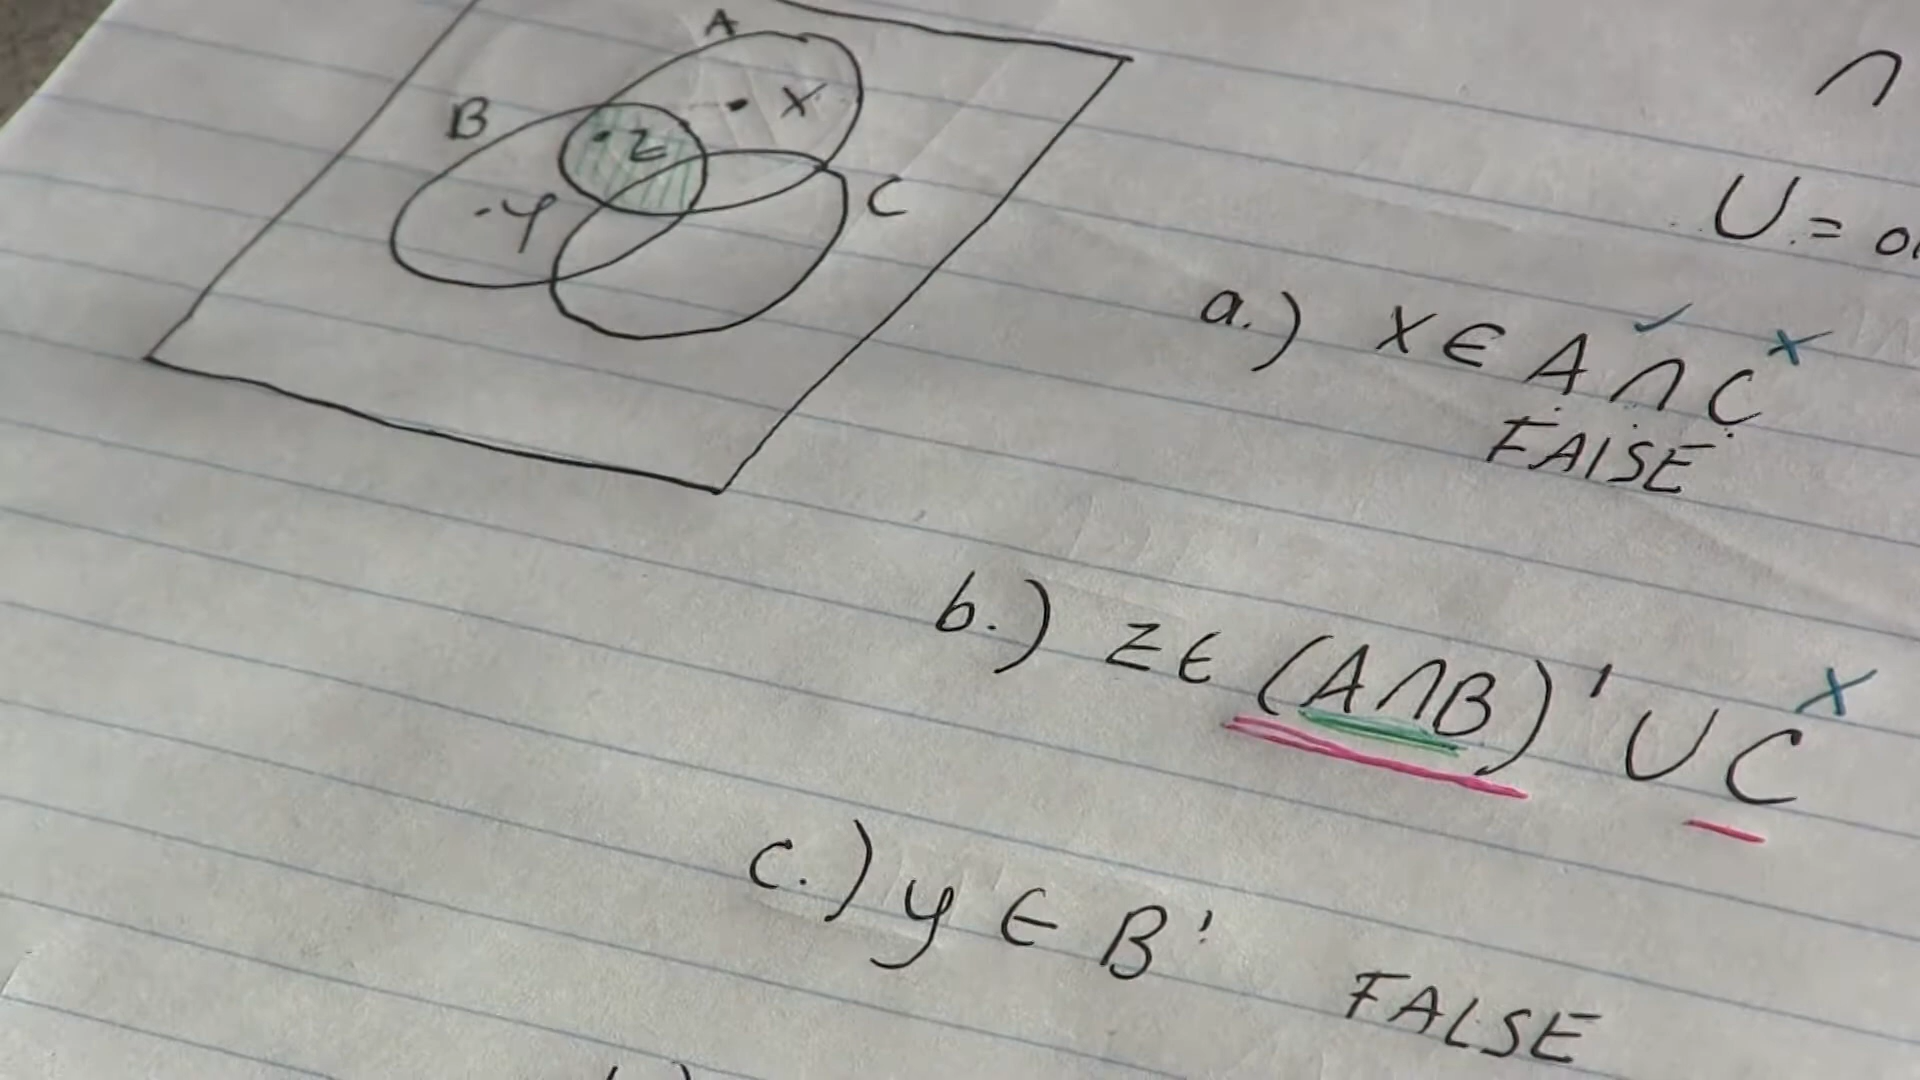 A
B
X
Z
Y
C
∩
U = 
a.) X ∈ A ∩ C
FAlSE
b.) Z ∈ (A∩B)' ∪ C
c.) y ∈ B'
FALSE